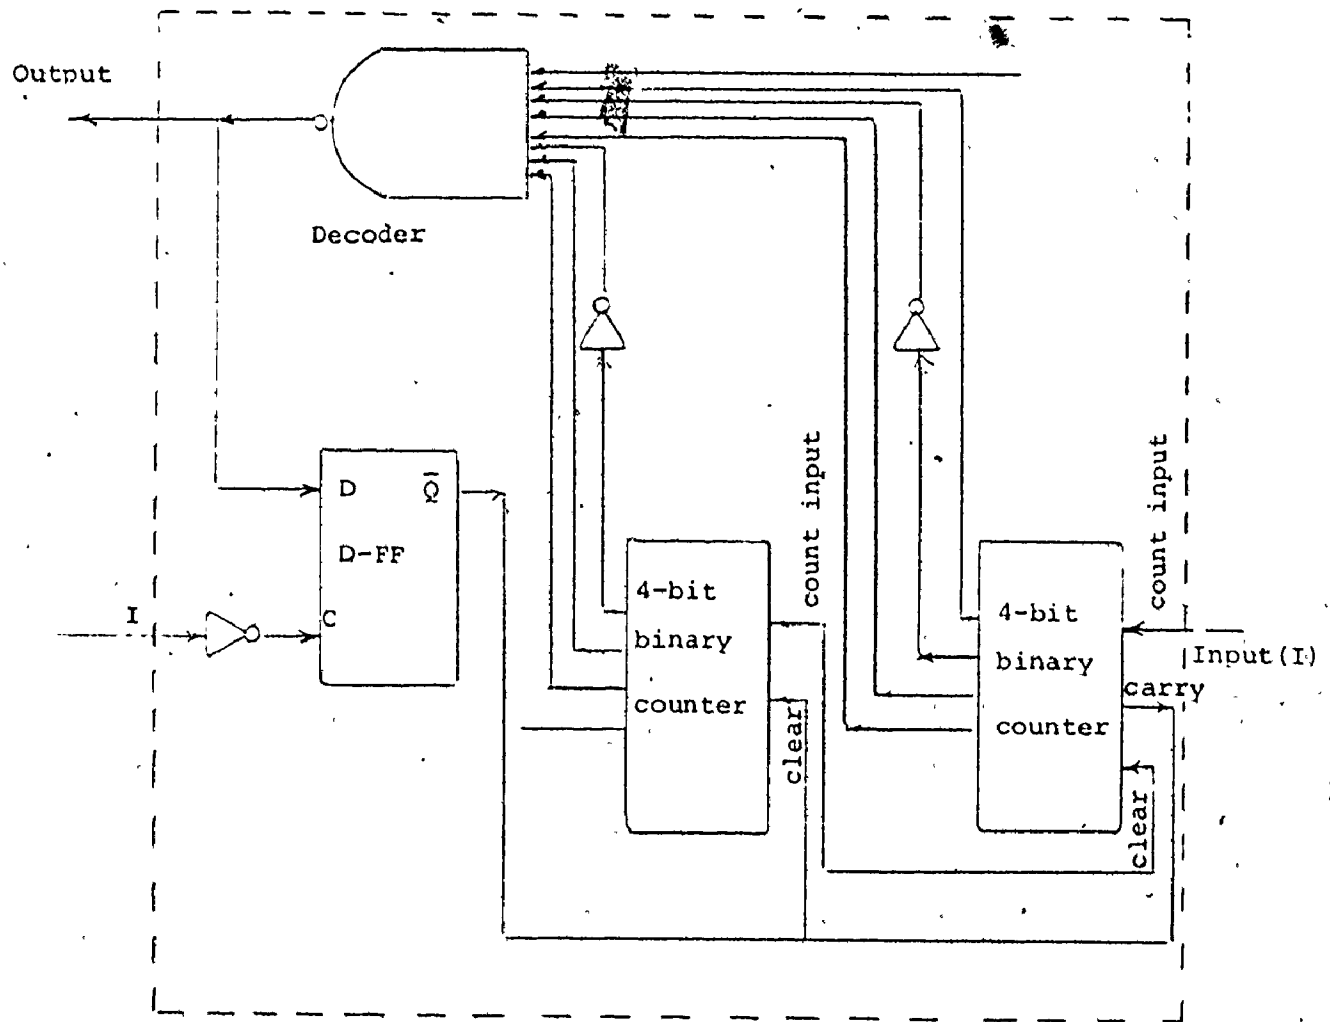 Output
Decoder
D Q̅
D-FF
C
I
4-bit
binary
counter
count input
clear
4-bit
binary
counter
count input
Input(I)
carry
clear